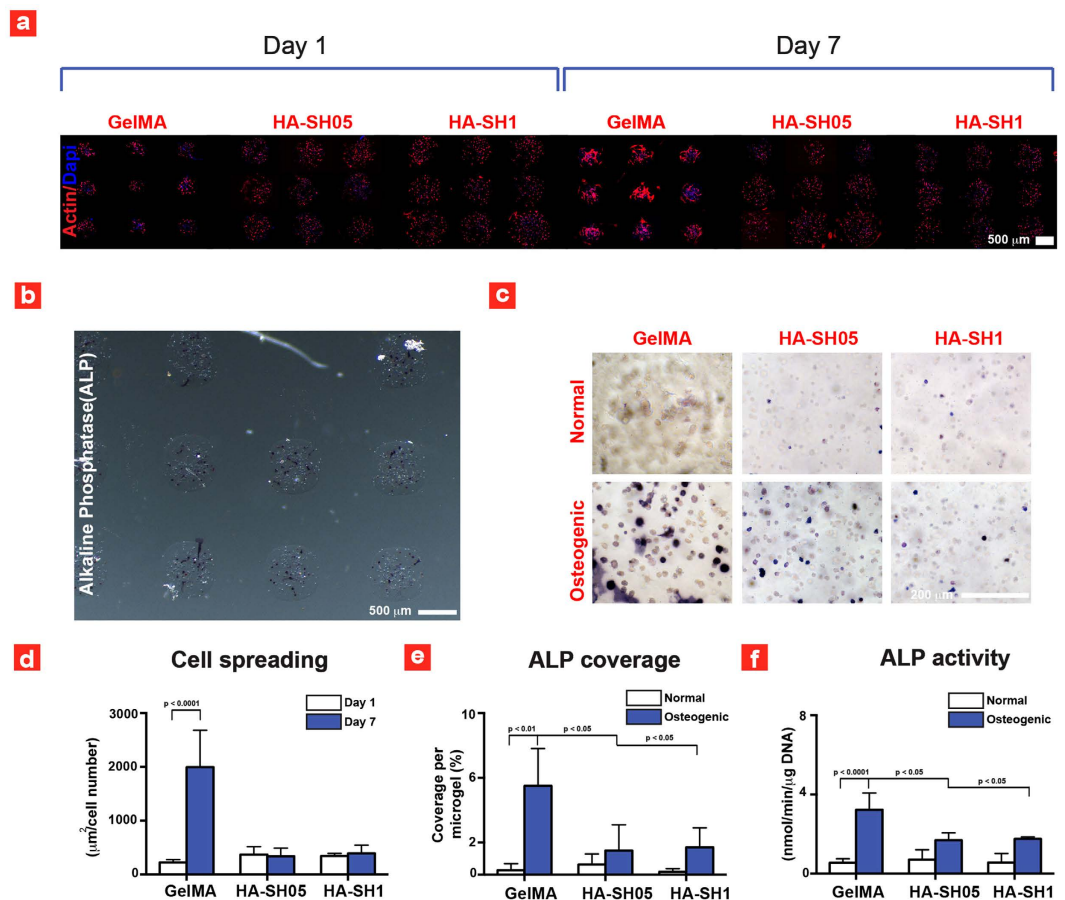 a
Day 1 Day 7
GelMA HA-SH05 HA-SH1 GelMA HA-SH05 HA-SH1
Actin/Dapi
500 μm
b
Alkaline Phosphatase(ALP)
500 μm
c
GelMA HA-SH05 HA-SH1
Normal
Osteogenic
200 μm
d
Cell spreading
Day 1
Day 7
p < 0.0001
3000
2000
1000
0
(μm²/cell number)
GelMA HA-SH05 HA-SH1
e
ALP coverage
Normal
Osteogenic
p < 0.01 p < 0.05
p < 0.05
10
6
2
0
Coverage per
microgel (%)
GelMA HA-SH05 HA-SH1
f
ALP activity
Normal
Osteogenic
p < 0.0001 p < 0.05
p < 0.05
8
4
0
(nmol/min/μg DNA)
GelMA HA-SH05 HA-SH1